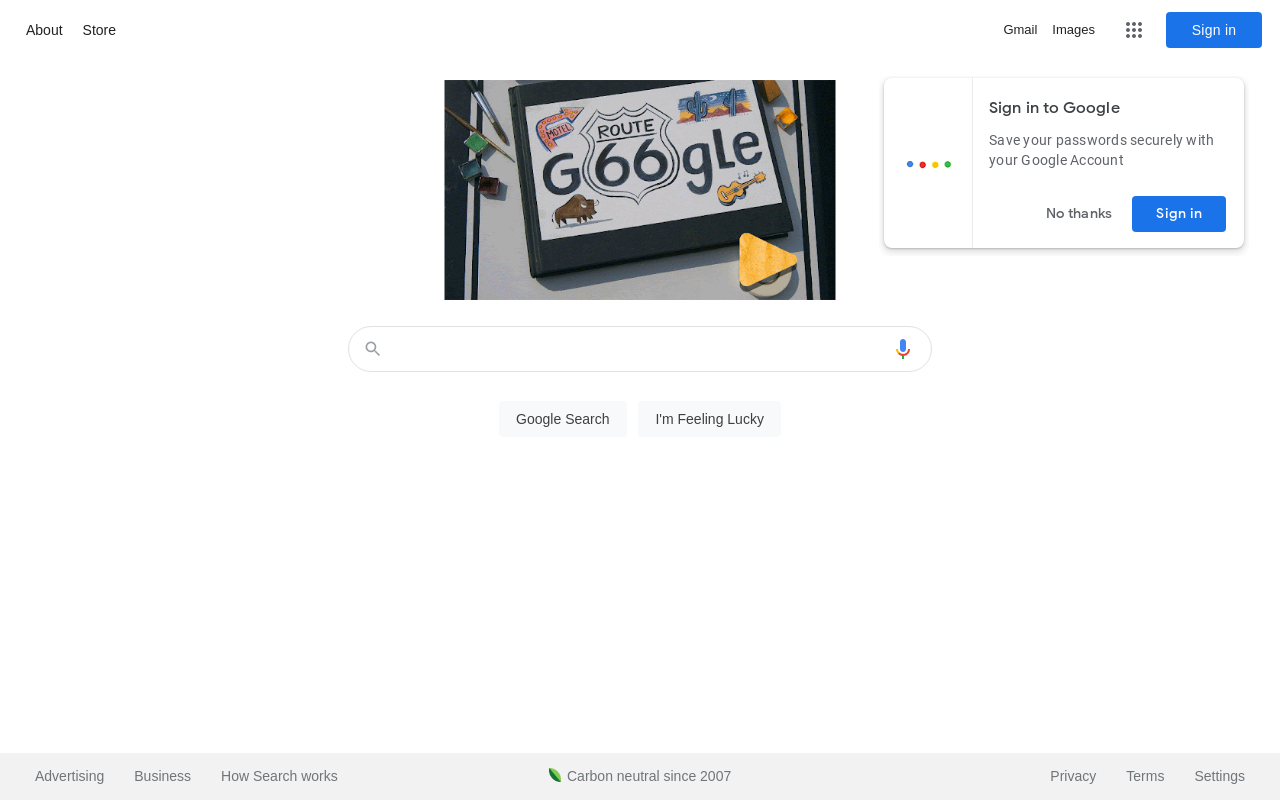 About Store
Gmail Images Sign in
MOTEL
ROUTE
G66gle
Sign in to Google
Save your passwords securely with
your Google Account
No thanks Sign in
Google Search I'm Feeling Lucky
Advertising Business How Search works Carbon neutral since 2007 Privacy Terms Settings